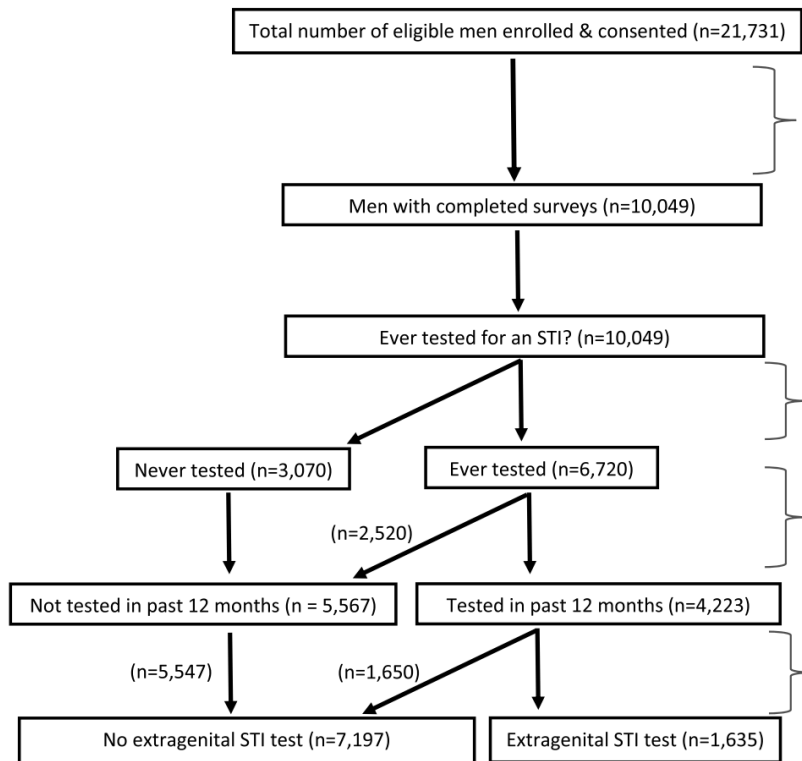 Total number of eligible men enrolled & consented (n=21,731)
Men with completed surveys (n=10,049)
Ever tested for an STI? (n=10,049)
Never tested (n=3,070)
Ever tested (n=6,720)
(n=2,520)
Not tested in past 12 months (n = 5,567)
Tested in past 12 months (n=4,223)
(n=5,547)
(n=1,650)
No extragenital STI test (n=7,197)
Extragenital STI test (n=1,635)